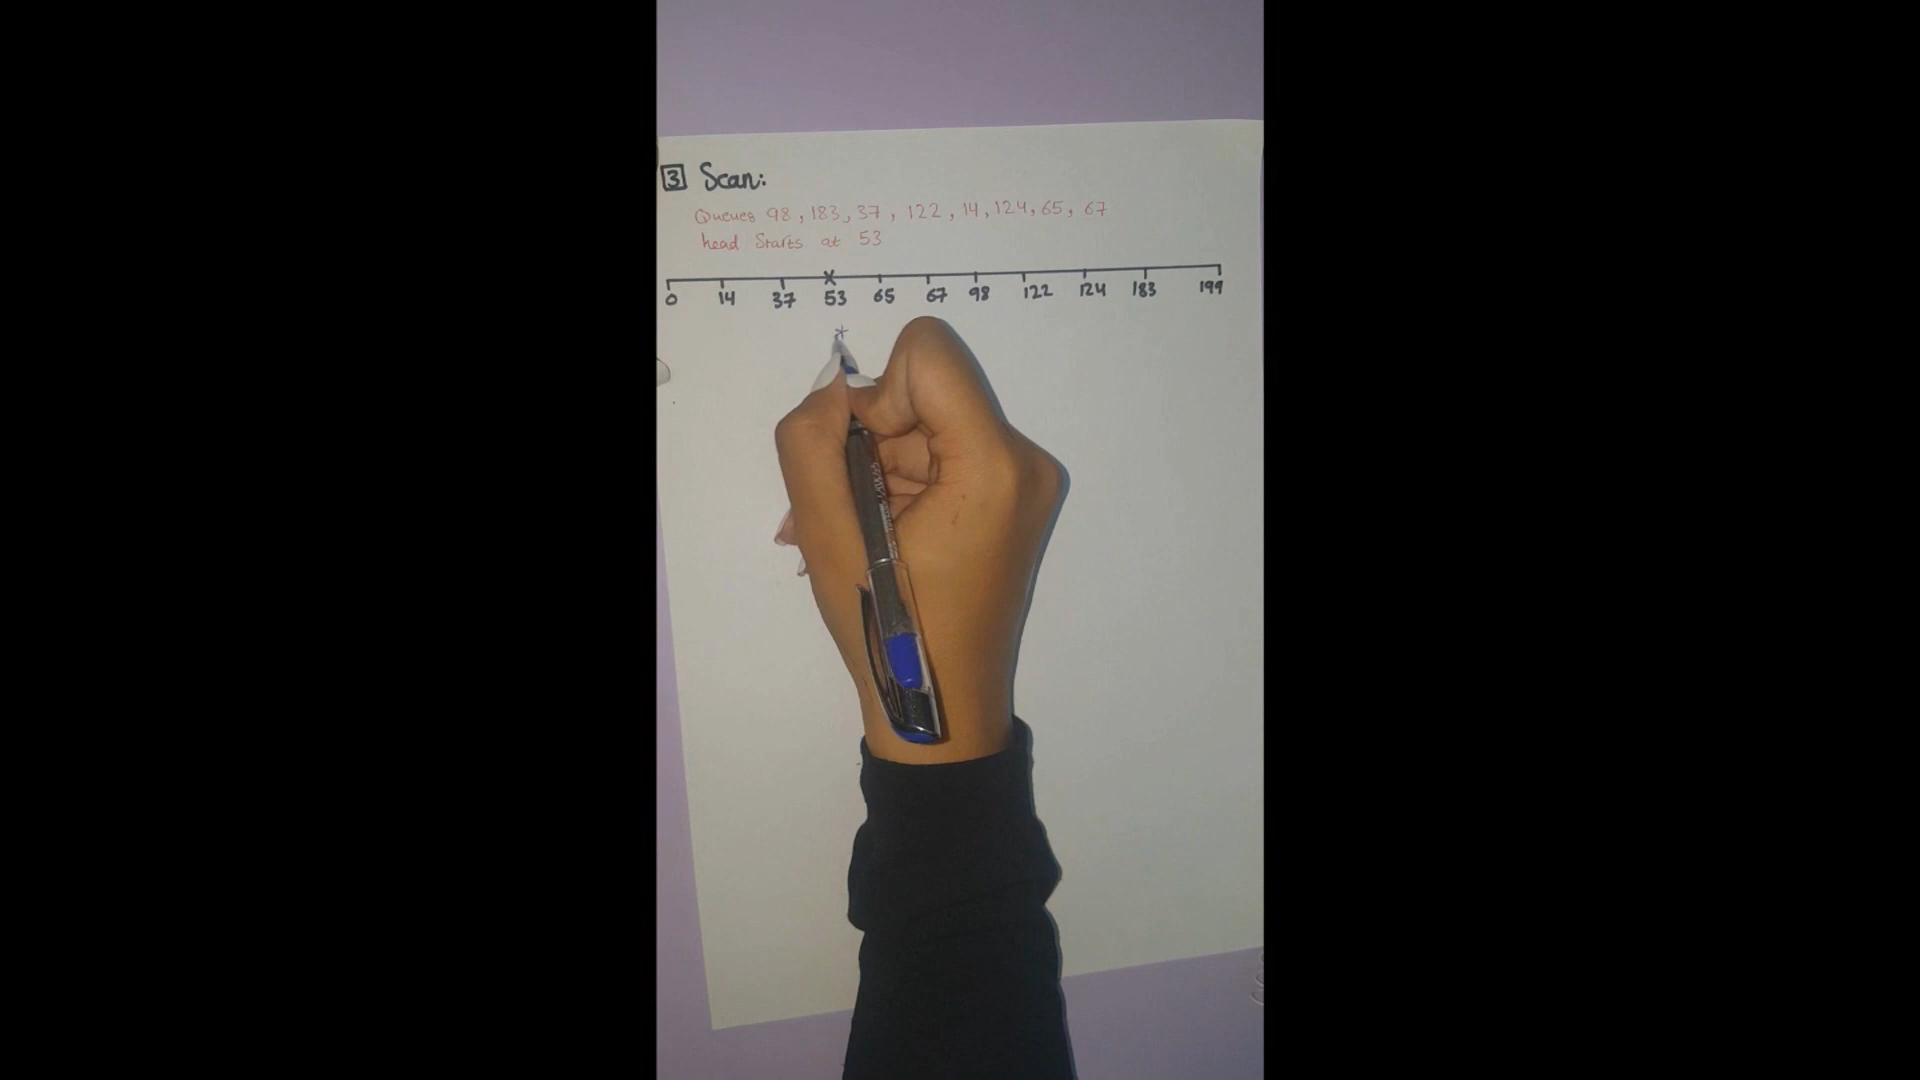 3 Scan:
Queues 98, 183, 37, 122, 14, 124, 65, 67
head Starts at 53
0 14 37 53 65 67 98 122 124 183 199